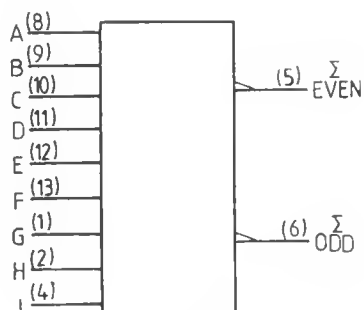 A (8)
B (9)
C (10)
D (11)
E (12)
F (13)
G (1)
H (2)
I (4)
(5) Σ EVEN
(6) Σ ODD